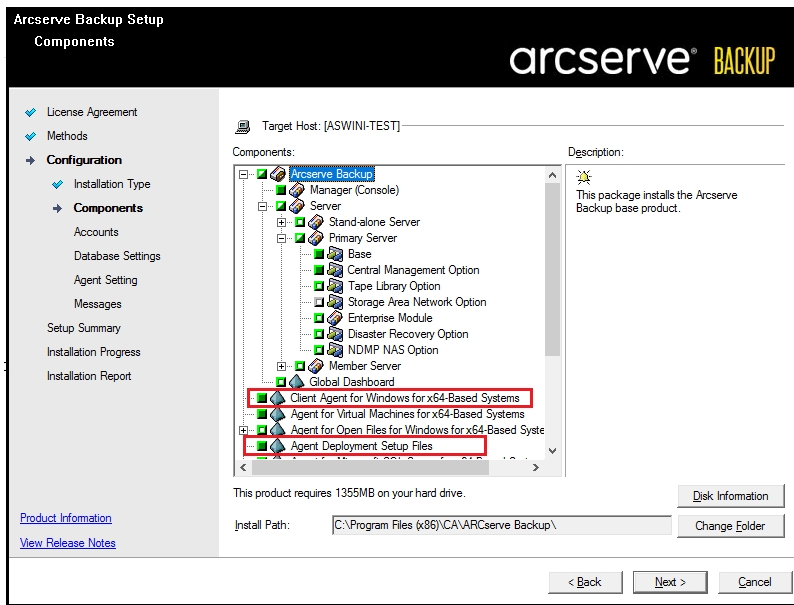 Arcserve Backup Setup
Components
arcserve® BACKUP
License Agreement
Methods
Configuration
Installation Type
Components
Accounts
Database Settings
Agent Setting
Messages
Setup Summary
Installation Progress
Installation Report
Product Information
View Release Notes
Target Host: [ASWINI-TEST]
Components:
Arcserve Backup
Manager (Console)
Server
Stand-alone Server
Primary Server
Base
Central Management Option
Tape Library Option
Storage Area Network Option
Enterprise Module
Disaster Recovery Option
NDMP NAS Option
Member Server
Global Dashboard
Client Agent for Windows for x64-Based Systems
Agent for Virtual Machines for x64-Based Systems
Agent for Open Files for Windows for x64-Based Syste
Agent Deployment Setup Files
Description:
This package installs the Arcserve
Backup base product.
This product requires 1355MB on your hard drive.
Disk Information
Install Path:
C:\Program Files (x86)\CA\ARCserve Backup\
Change Folder
< Back
Next >
Cancel